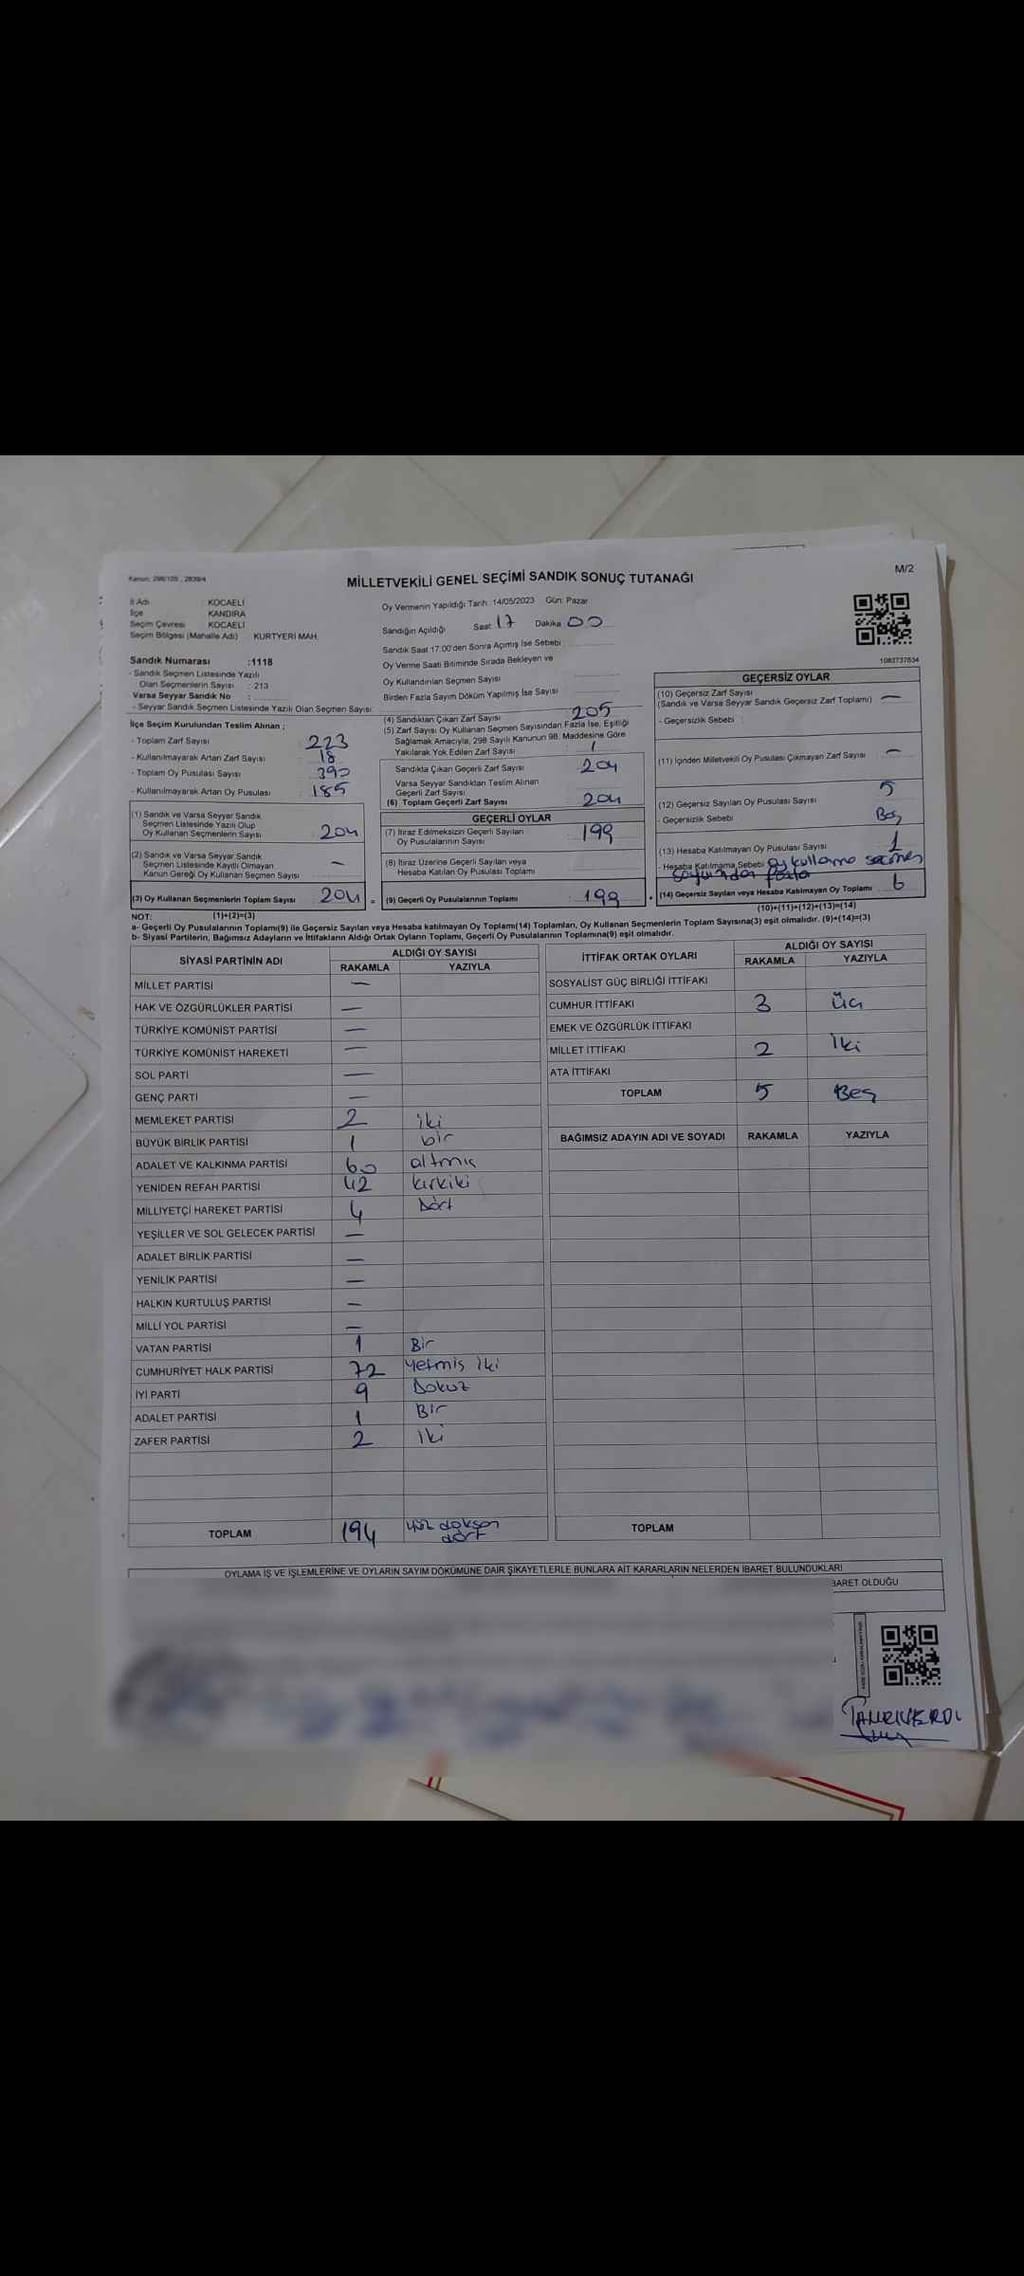 Kanun: 298/105 , 2839/4
MİLLETVEKİLİ GENEL SEÇİMİ SANDIK SONUÇ TUTANAĞI
M/2
İl Adı : KOCAELİ
İlçe : KANDIRA
Seçim Çevresi : KOCAELİ
Seçim Bölgesi (Mahalle Adı) : KURTYERİ MAH.
Oy Vermenin Yapıldığı Tarih: 14/05/2023 Gün: Pazar
Sandığın Açıldığı Saat 17 Dakika 00
Sandık Saat 17:00'den Sonra Açılmış İse Sebebi
Oy Verme Saati Bitiminde Sırada Bekleyen ve
Oy Kullandırılan Seçmen Sayısı
Birden Fazla Sayım Döküm Yapılmış İse Sayısı
1083737834
Sandık Numarası :1118
- Sandık Seçmen Listesinde Yazılı
Olan Seçmenlerin Sayısı : 213
Varsa Seyyar Sandık No :
- Seyyar Sandık Seçmen Listesinde Yazılı Olan Seçmen Sayısı:
İlçe Seçim Kurulundan Teslim Alınan ;
- Toplam Zarf Sayısı 223
- Kullanılmayarak Artan Zarf Sayısı 18
- Toplam Oy Pusulası Sayısı 390
- Kullanılmayarak Artan Oy Pusulası 185
(1) Sandık ve Varsa Seyyar Sandık
Seçmen Listesinde Yazılı Olup
Oy Kullanan Seçmenlerin Sayısı 204
(2) Sandık ve Varsa Seyyar Sandık
Seçmen Listesinde Kayıtlı Olmayan
Kanun Gereği Oy Kullanan Seçmen Sayısı —
(3) Oy Kullanan Seçmenlerin Toplam Sayısı 204
(1)+(2)=(3)
(4) Sandıktan Çıkan Zarf Sayısı 205
(5) Zarf Sayısı Oy Kullanan Seçmen Sayısından Fazla İse, Eşitliği
Sağlamak Amacıyla, 298 Sayılı Kanunun 98. Maddesine Göre
Yakılarak Yok Edilen Zarf Sayısı 1
Sandıkta Çıkan Geçerli Zarf Sayısı 204
Varsa Seyyar Sandıktan Teslim Alınan
Geçerli Zarf Sayısı
(6) Toplam Geçerli Zarf Sayısı 204
GEÇERLİ OYLAR
(7) İtiraz Edilmeksizin Geçerli Sayılan
Oy Pusulalarının Sayısı 199
(8) İtiraz Üzerine Geçerli Sayılan veya
Hesaba Katılan Oy Pusulası Toplamı
= (9) Geçerli Oy Pusulalarının Toplamı 199
GEÇERSİZ OYLAR
(10) Geçersiz Zarf Sayısı
(Sandık ve Varsa Seyyar Sandık Geçersiz Zarf Toplamı) —
- Geçersizlik Sebebi :
(11) İçinden Milletvekili Oy Pusulası Çıkmayan Zarf Sayısı —
(12) Geçersiz Sayılan Oy Pusulası Sayısı 5
- Geçersizlik Sebebi Boş
(13) Hesaba Katılmayan Oy Pusulası Sayısı 1
- Hesaba Katılmama Sebebi Oy kullama seçmen
sayısından fazla
+ (14) Geçersiz Sayılan veya Hesaba Katılmayan Oy Toplamı 6
(10)+(11)+(12)+(13)=(14)
NOT:
a- Geçerli Oy Pusulalarının Toplamı(9) ile Geçersiz Sayılan veya Hesaba katılmayan Oy Toplamı(14) Toplamları, Oy Kullanan Seçmenlerin Toplam Sayısına(3) eşit olmalıdır. (9)+(14)=(3)
b- Siyasi Partilerin, Bağımsız Adayların ve İttifakların Aldığı Ortak Oyların Toplamı, Geçerli Oy Pusulalarının Toplamına(9) eşit olmalıdır.
SİYASİ PARTİNİN ADI ALDIĞI OY SAYISI
RAKAMLA YAZIYLA
MİLLET PARTİSİ —
HAK VE ÖZGÜRLÜKLER PARTİSİ —
TÜRKİYE KOMÜNİST PARTİSİ —
TÜRKİYE KOMÜNİST HAREKETİ —
SOL PARTİ —
GENÇ PARTİ —
MEMLEKET PARTİSİ 2 iki
BÜYÜK BİRLİK PARTİSİ 1 bir
ADALET VE KALKINMA PARTİSİ 60 altmış
YENİDEN REFAH PARTİSİ 42 kırkiki
MİLLİYETÇİ HAREKET PARTİSİ 4 Dört
YEŞİLLER VE SOL GELECEK PARTİSİ —
ADALET BİRLİK PARTİSİ —
YENİLİK PARTİSİ —
HALKIN KURTULUŞ PARTİSİ —
MİLLİ YOL PARTİSİ —
VATAN PARTİSİ 1 Bir
CUMHURİYET HALK PARTİSİ 72 Yetmis iki
İYİ PARTİ 9 Dokuz
ADALET PARTİSİ 1 Bir
ZAFER PARTİSİ 2 iki
TOPLAM 194 yüz doksan
dört
İTTİFAK ORTAK OYLARI ALDIĞI OY SAYISI
RAKAMLA YAZIYLA
SOSYALİST GÜÇ BİRLİĞİ İTTİFAKI
CUMHUR İTTİFAKI 3 üç
EMEK VE ÖZGÜRLÜK İTTİFAKI
MİLLET İTTİFAKI 2 İki
ATA İTTİFAKI
TOPLAM 5 Beş
BAĞIMSIZ ADAYIN ADI VE SOYADI RAKAMLA YAZIYLA
TOPLAM
OYLAMA İŞ VE İŞLEMLERİNE VE OYLARIN SAYIM DÖKÜMÜNE DAİR ŞİKAYETLERLE BUNLARA AİT KARARLARIN NELERDEN İBARET BULUNDUKLARI
BARET OLDUĞU
TANRIVERDİ